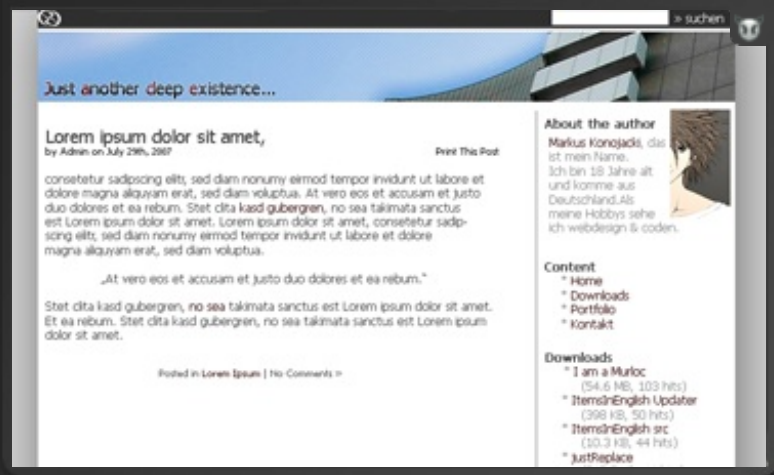 » suchen
Just another deep existence...
Lorem ipsum dolor sit amet,
by Admin on July 29th, 2007
Print This Post
consetetur sadipscing elitr, sed diam nonumy eirmod tempor invidunt ut labore et
dolore magna aliquyam erat, sed diam voluptua. At vero eos et accusam et justo
duo dolores et ea rebum. Stet clita kasd gubergren, no sea takimata sanctus
est Lorem ipsum dolor sit amet. Lorem ipsum dolor sit amet, consetetur sadip-
scing elitr, sed diam nonumy eirmod tempor invidunt ut labore et dolore
magna aliquyam erat, sed diam voluptua.
„At vero eos et accusam et justo duo dolores et ea rebum."
Stet clita kasd gubergren, no sea takimata sanctus est Lorem ipsum dolor sit amet.
Et ea rebum. Stet clita kasd gubergren, no sea takimata sanctus est Lorem ipsum
dolor sit amet.
Posted in Lorem Ipsum | No Comments »
About the author
Markus Konojacki, das
ist mein Name.
Ich bin 18 Jahre alt
und komme aus
Deutschland.Als
meine Hobbys sehe
ich webdesign & coden.
Content
* Home
* Downloads
* Portfolio
* Kontakt
Downloads
* I am a Murloc
(54.6 MB, 103 hits)
* ItemsInEnglish Updater
(398 KB, 50 hits)
* ItemsInEnglish src
(10.3 KB, 44 hits)
* justReplace